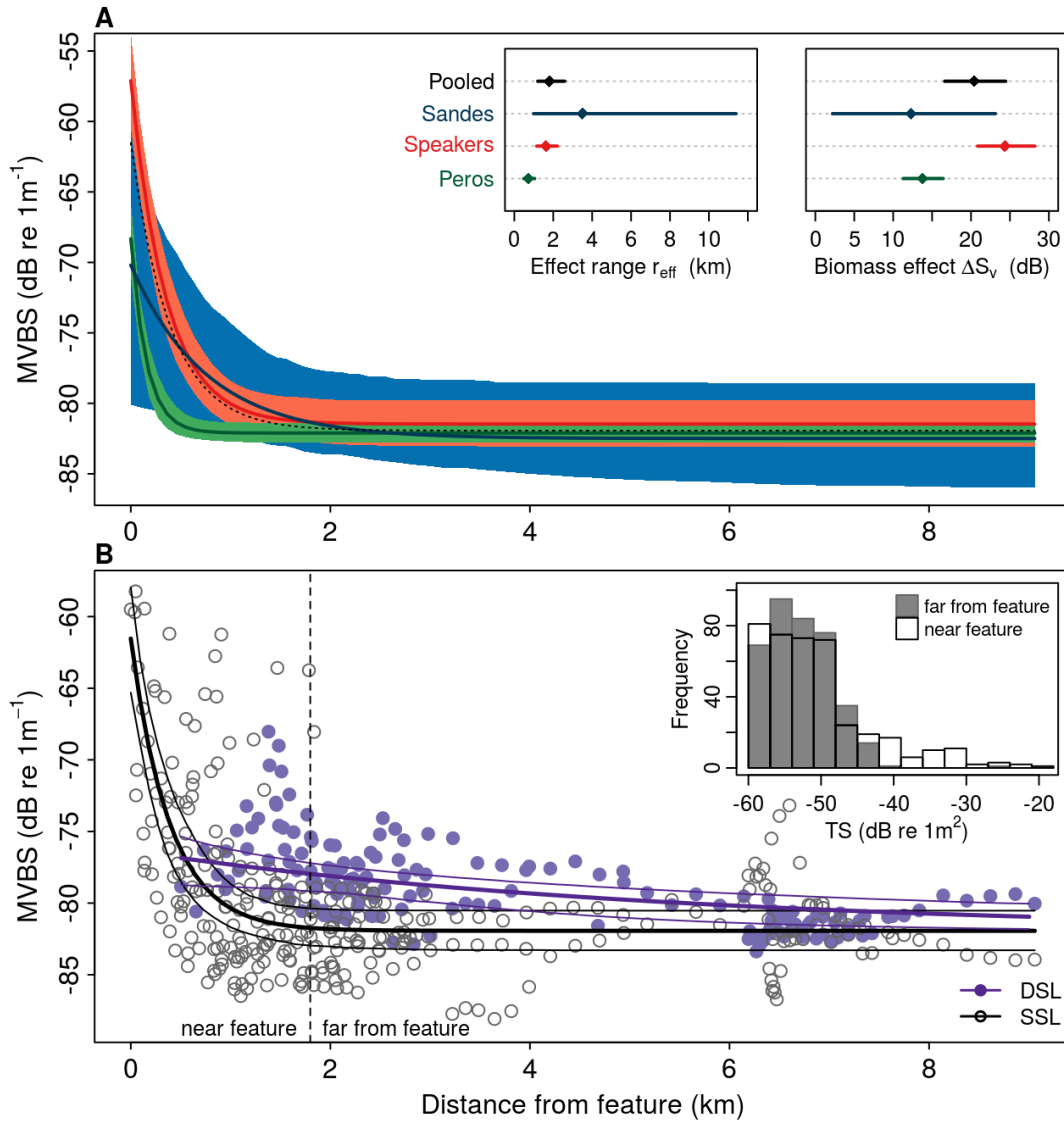 A
MVBS (dB re 1m⁻¹)
-55
-60
-65
-70
-75
-80
-85
Pooled
Sandes
Speakers
Peros
0 2 4 6 8 10
Effect range r_eff (km)
0 5 10 15 20 30
Biomass effect ΔS_v (dB)
0 2 4 6 8
B
MVBS (dB re 1m⁻¹)
-60
-65
-70
-75
-80
-85
Frequency
80
40
0
far from feature
near feature
-60 -50 -40 -30 -20
TS (dB re 1m²)
near feature
far from feature
DSL
SSL
0 2 4 6 8
Distance from feature (km)